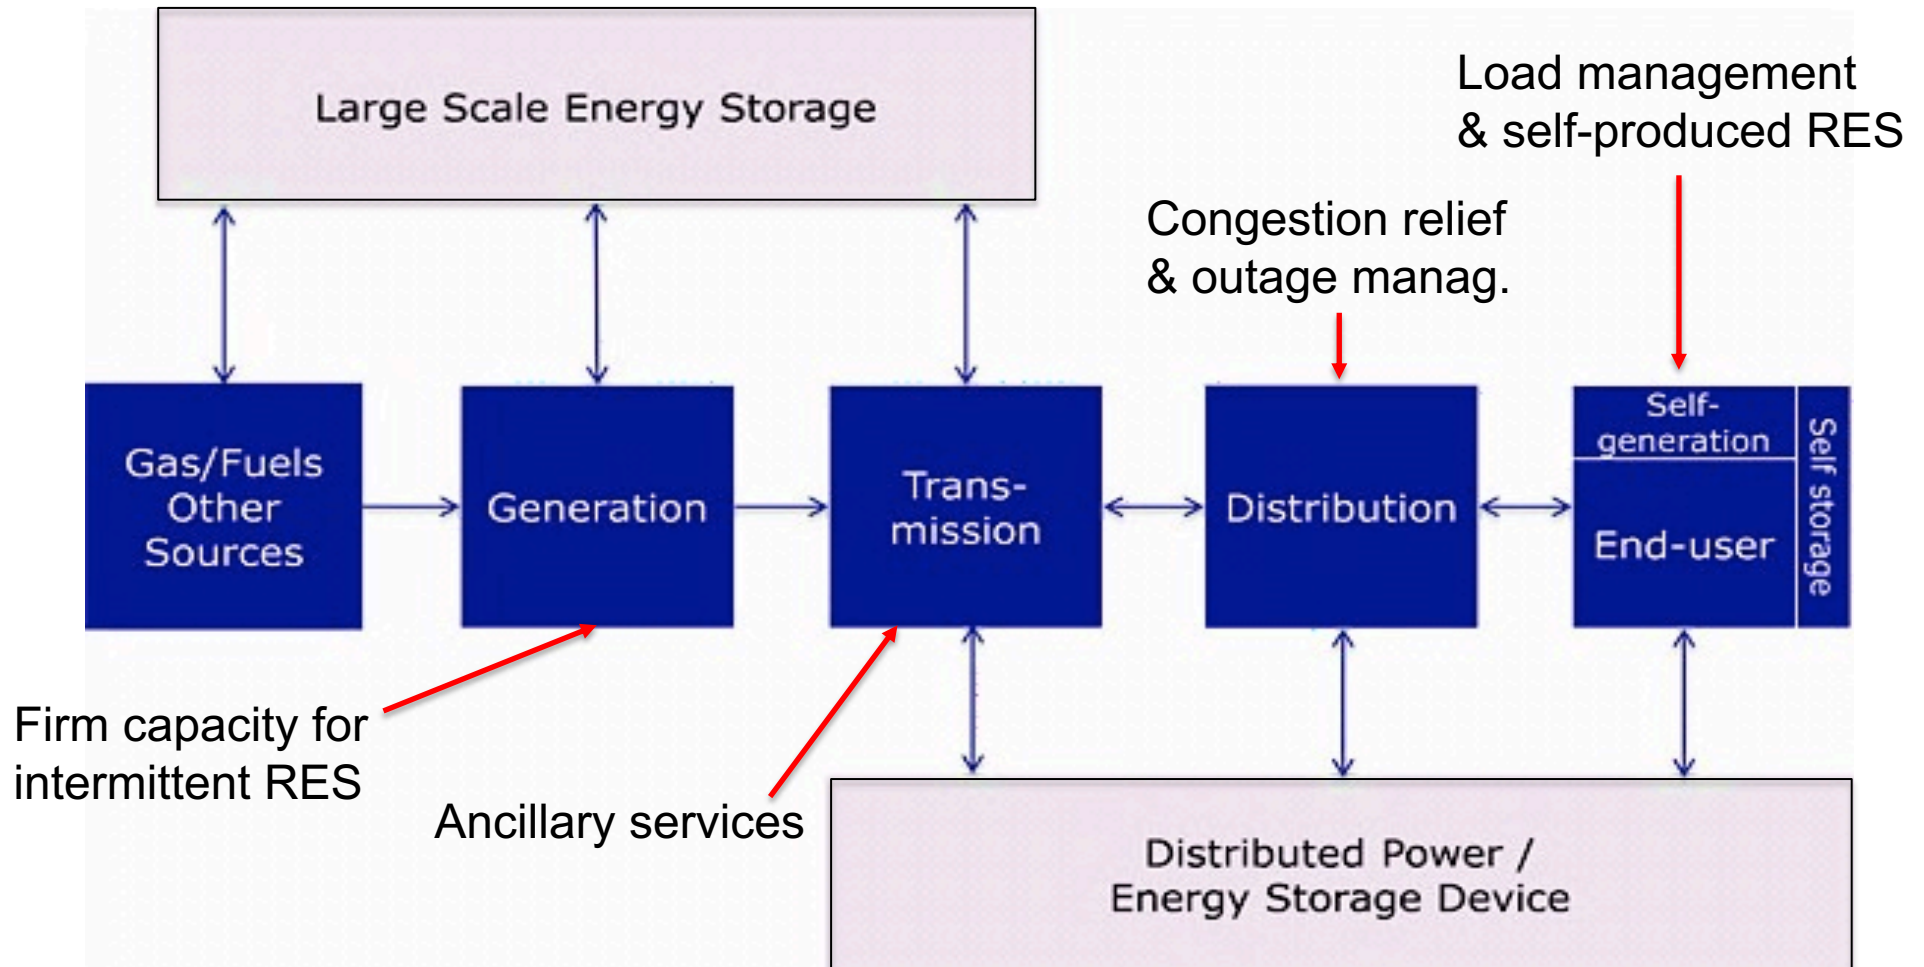 Large Scale Energy Storage
Load management
& self-produced RES
Congestion relief
& outage manag.
Gas/Fuels
Other
Sources
Generation
Trans-
mission
Distribution
Self-
generation
End-user
Self storage
Firm capacity for
intermittent RES
Ancillary services
Distributed Power /
Energy Storage Device